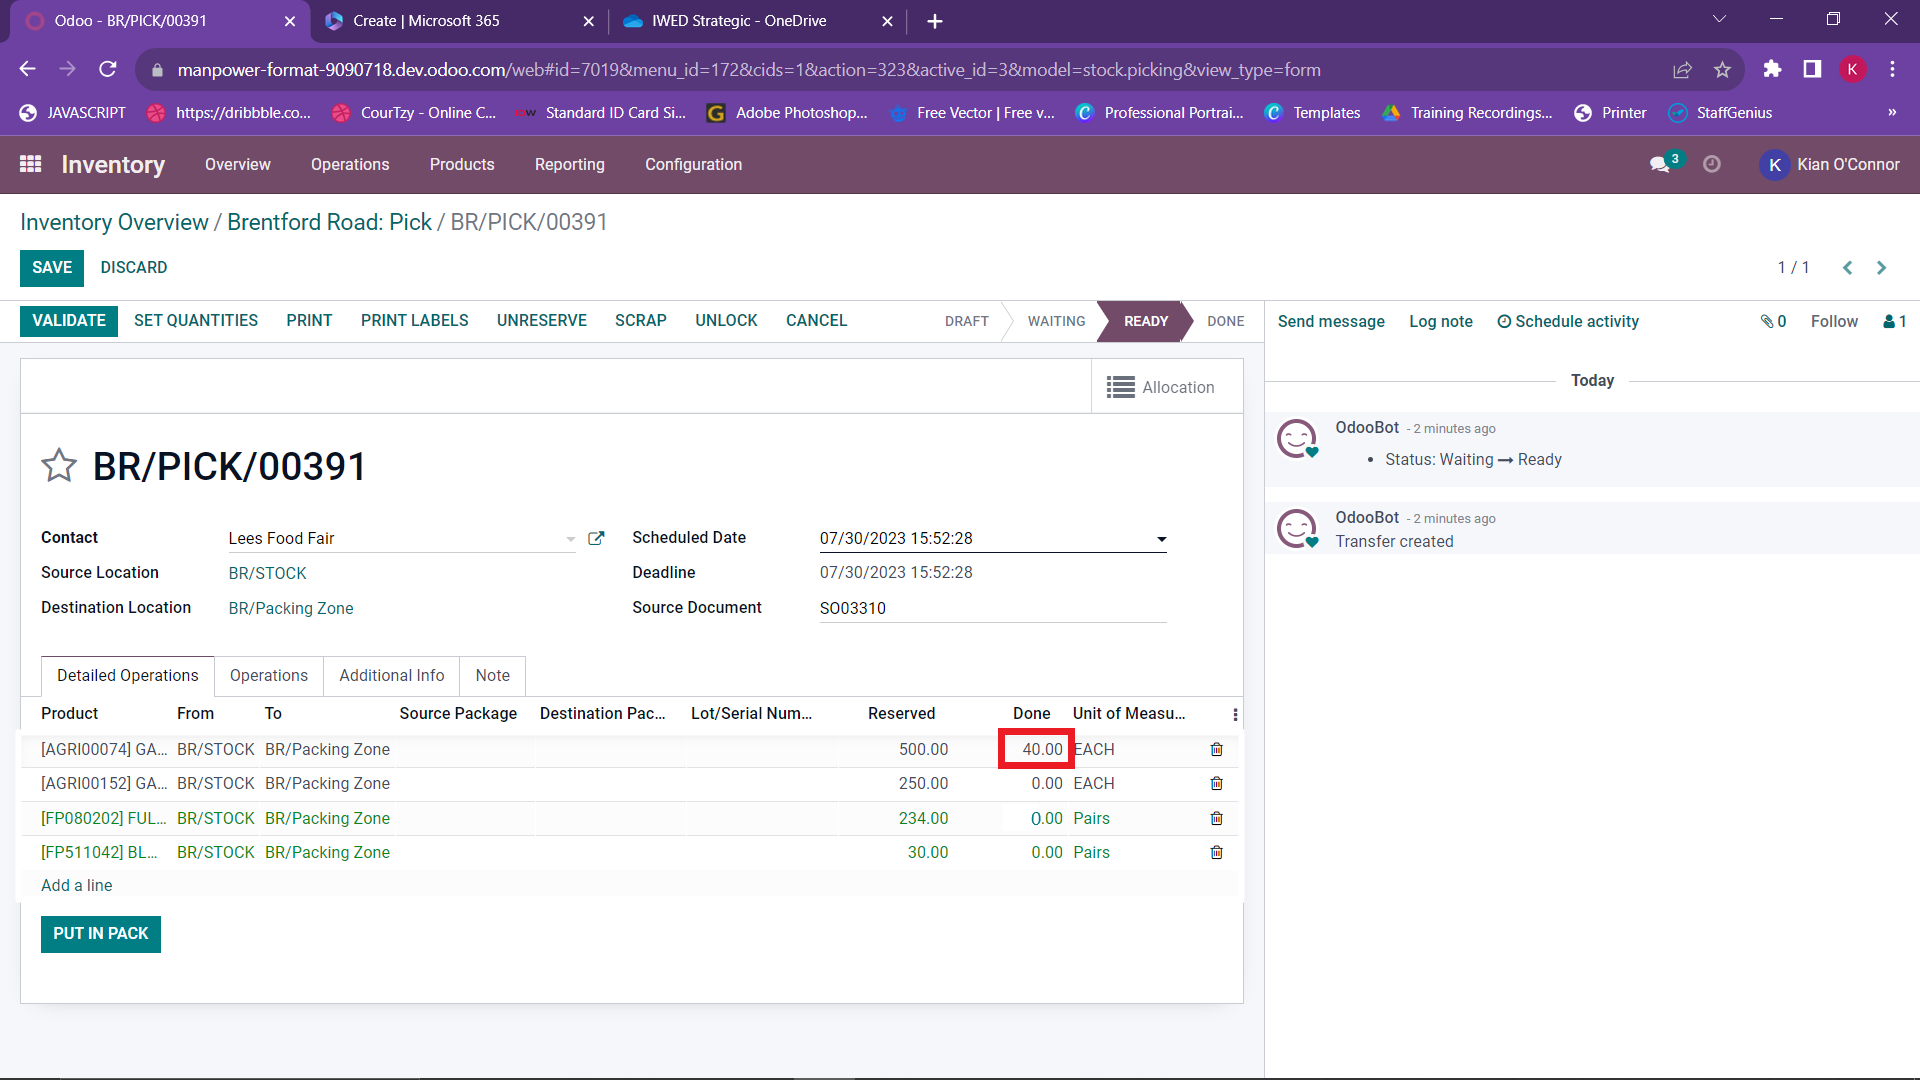 Odoo - BR/PICK/00391
Create | Microsoft 365
IWED Strategic - OneDrive
manpower-format-9090718.dev.odoo.com/web#id=7019&menu_id=172&cids=1&action=323&active_id=3&model=stock.picking&view_type=form
K
JAVASCRIPT
https://dribbble.co...
CourTzy - Online C...
Standard ID Card Si...
Adobe Photoshop,...
Free Vector | Free v...
Professional Portrai...
Templates
Training Recordings...
Printer
StaffGenius
»
Inventory
Overview
Operations
Products
Reporting
Configuration
3
K
Kian O'Connor
Inventory Overview / Brentford Road: Pick / BR/PICK/00391
SAVE
DISCARD
1 / 1
VALIDATE
SET QUANTITIES
PRINT
PRINT LABELS
UNRESERVE
SCRAP
UNLOCK
CANCEL
DRAFT
WAITING
READY
DONE
Send message
Log note
Schedule activity
0
Follow
1
Allocation
Today
OdooBot - 2 minutes ago
• Status: Waiting → Ready
OdooBot - 2 minutes ago
Transfer created
BR/PICK/00391
Contact
Lees Food Fair
Scheduled Date
07/30/2023 15:52:28
Source Location
BR/STOCK
Deadline
07/30/2023 15:52:28
Destination Location
BR/Packing Zone
Source Document
SO03310
Detailed Operations
Operations
Additional Info
Note
Product From To Source Package Destination Pac... Lot/Serial Num... Reserved Done Unit of Measu...
[AGRI00074] GA... BR/STOCK BR/Packing Zone 500.00 40.00 EACH
[AGRI00152] GA... BR/STOCK BR/Packing Zone 250.00 0.00 EACH
[FP080202] FUL... BR/STOCK BR/Packing Zone 234.00 0.00 Pairs
[FP511042] BL... BR/STOCK BR/Packing Zone 30.00 0.00 Pairs
Add a line
PUT IN PACK